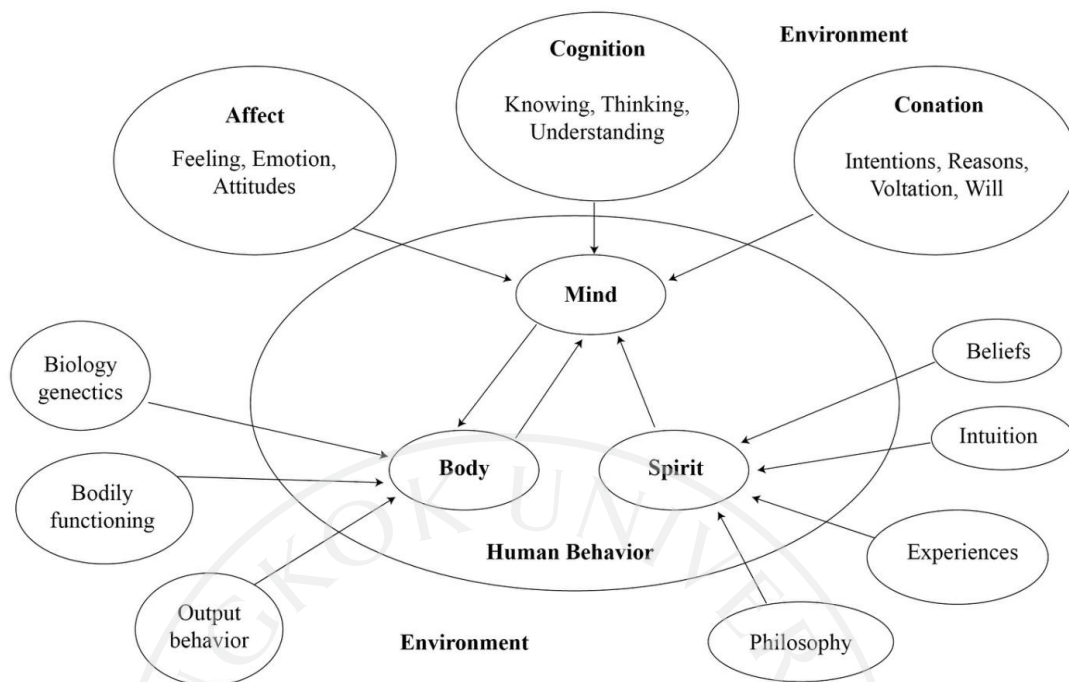 Cognition
Knowing, Thinking,
Understanding
Environment
Affect
Feeling, Emotion,
Attitudes
Conation
Intentions, Reasons,
Voltation, Will
Mind
Biology
genectics
Beliefs
Bodily
functioning
Body
Spirit
Intuition
Human Behavior
Experiences
Output
behavior
Environment
Philosophy